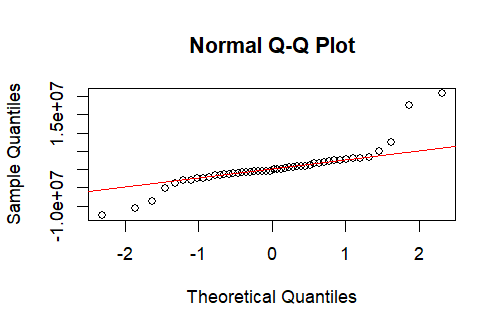 Normal Q-Q Plot
Sample Quantiles
1.5e+07
-1.0e+07
-2 -1 0 1 2
Theoretical Quantiles